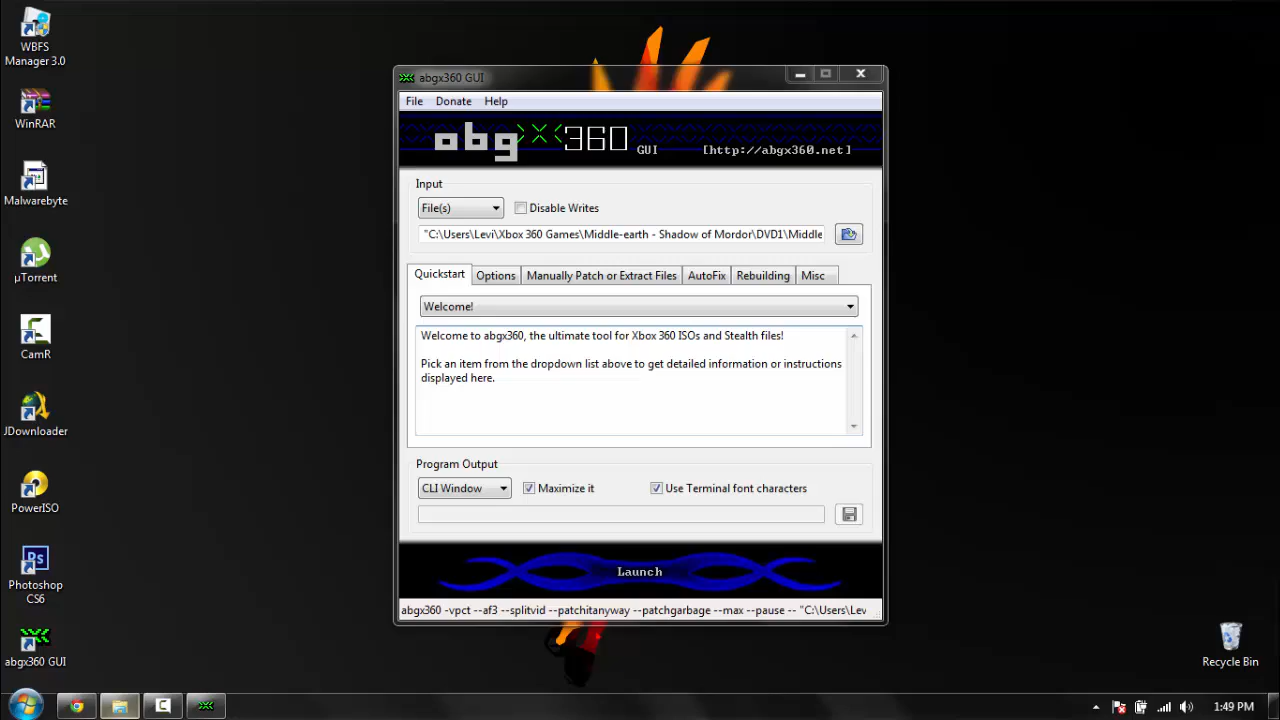 WBFS
Manager 3.0
WinRAR
Malwarebyte
µTorrent
CamR
JDownloader
PowerISO
Ps
Photoshop
CS6
abgx360 GUI
abgx360 GUI
File Donate Help
abgx360 GUI [http://abgx360.net]
Input
File(s) Disable Writes
"C:\Users\Levi\Xbox 360 Games\Middle-earth - Shadow of Mordor\DVD1\Middle
Quickstart Options Manually Patch or Extract Files AutoFix Rebuilding Misc
Welcome!
Welcome to abgx360, the ultimate tool for Xbox 360 ISOs and Stealth files!
Pick an item from the dropdown list above to get detailed information or instructions
displayed here.
Program Output
CLI Window Maximize it Use Terminal font characters
Launch
abgx360 -vpct --af3 --splitvid --patchitanyway --patchgarbage --max --pause -- "C:\Users\Lev
Recycle Bin
1:49 PM